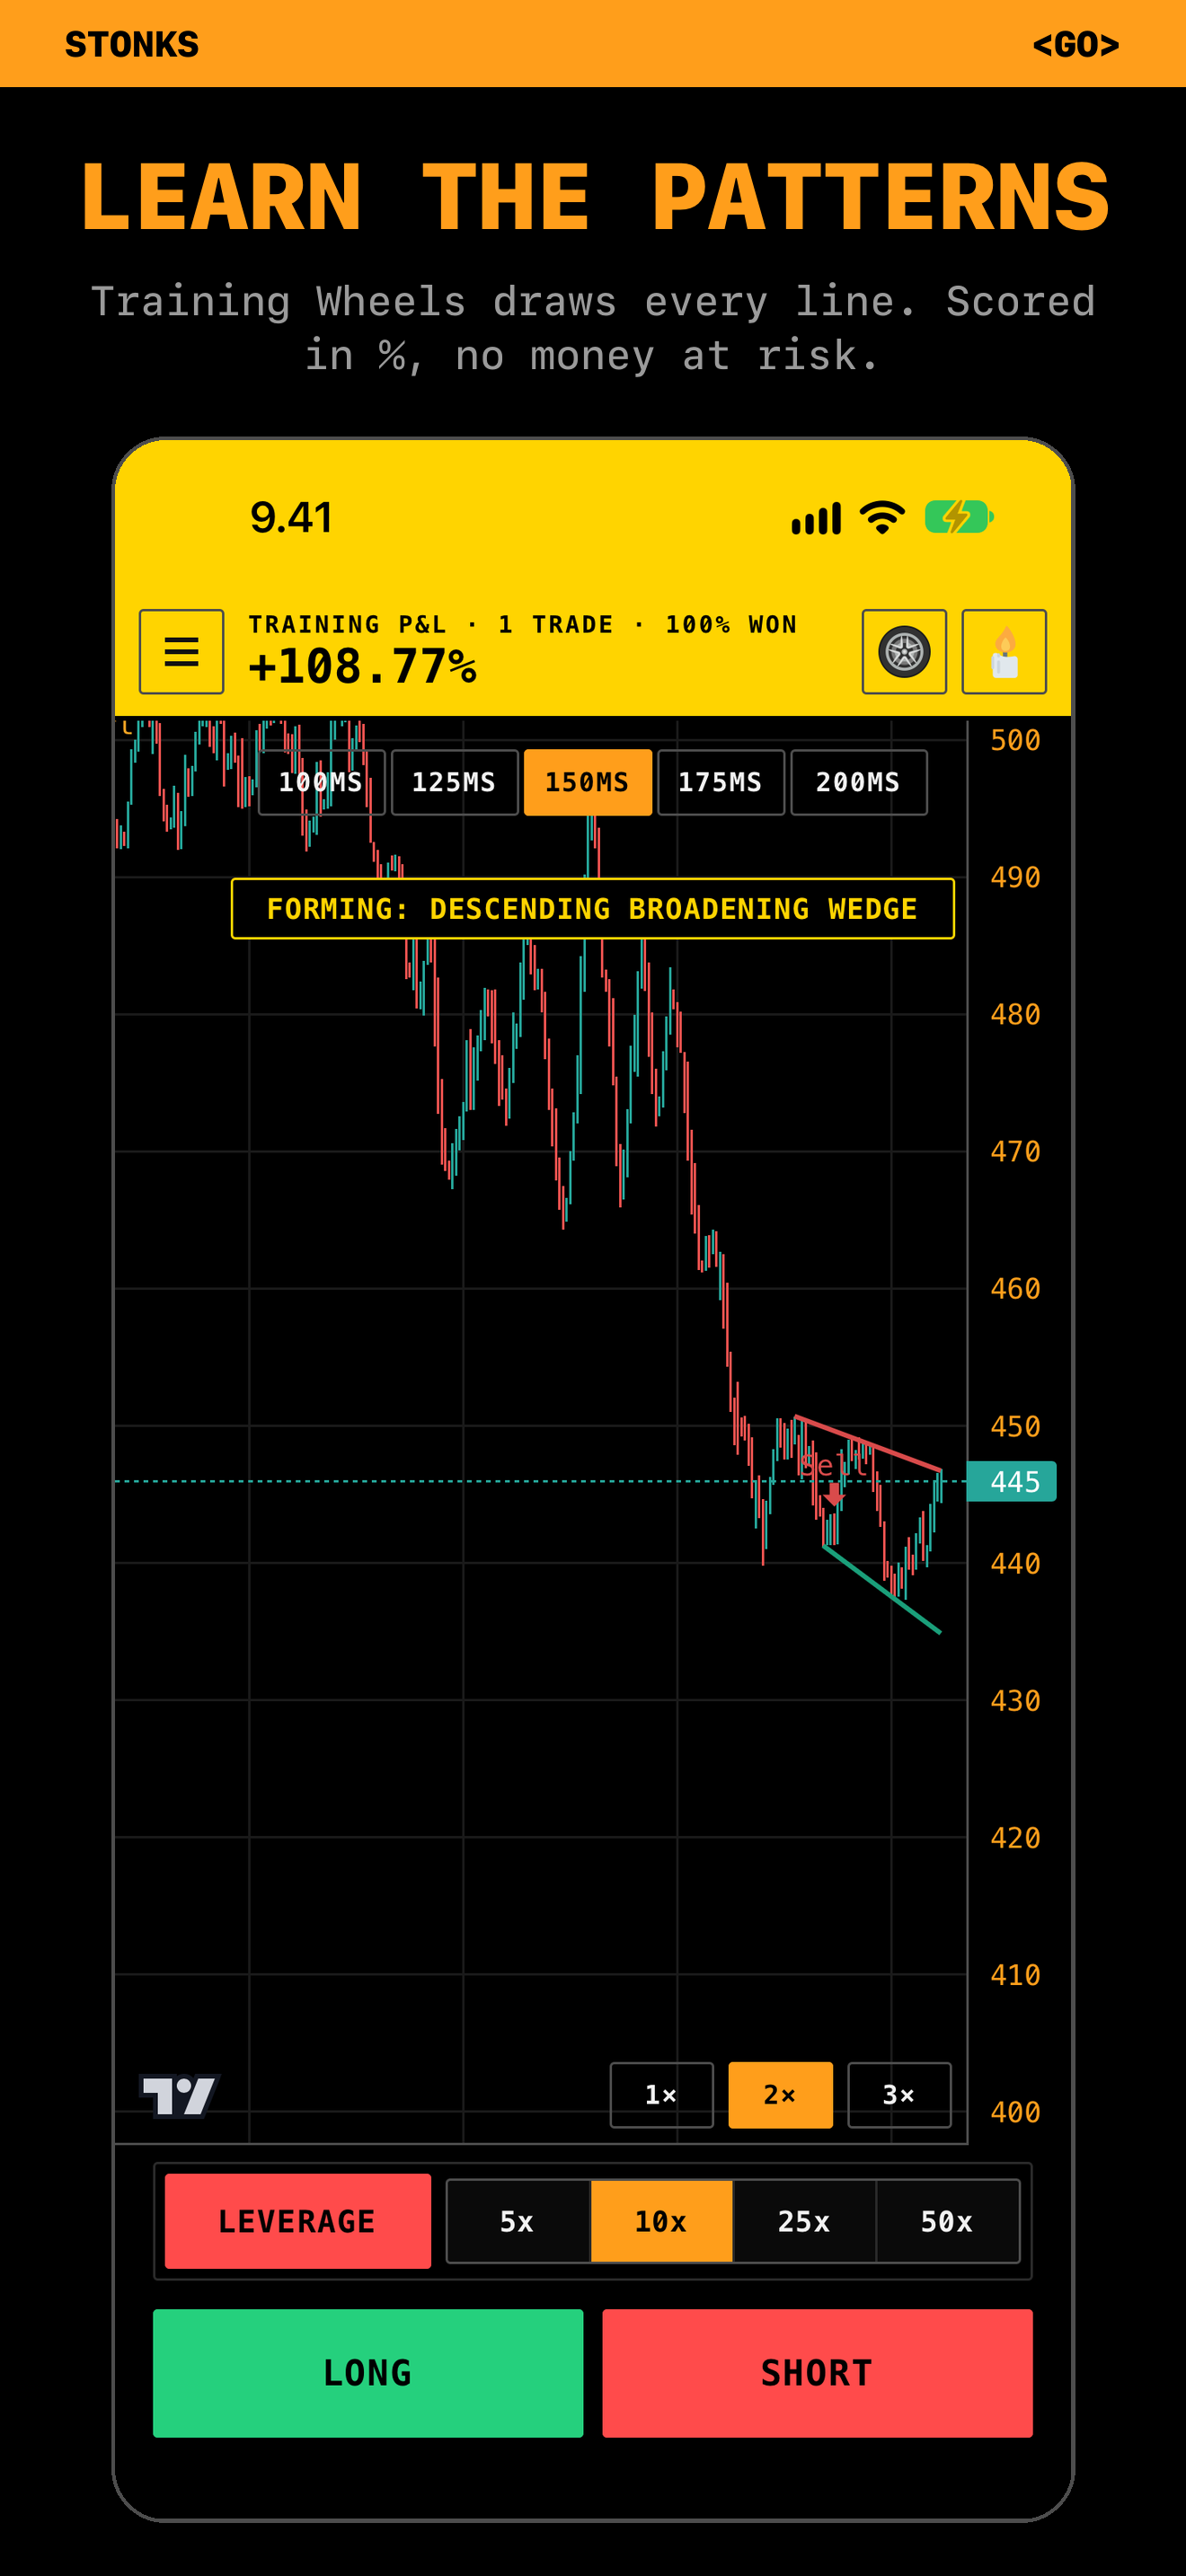 STONKS
<GO>
LEARN THE PATTERNS
Training Wheels draws every line. Scored
in %, no money at risk.
9.41
TRAINING P&L · 1 TRADE · 100% WON
+108.77%
500
100MS 125MS 150MS 175MS 200MS
490
FORMING: DESCENDING BROADENING WEDGE
480
470
460
450
Sell
445
440
430
420
410
1× 2× 3×
400
LEVERAGE 5x 10x 25x 50x
LONG SHORT